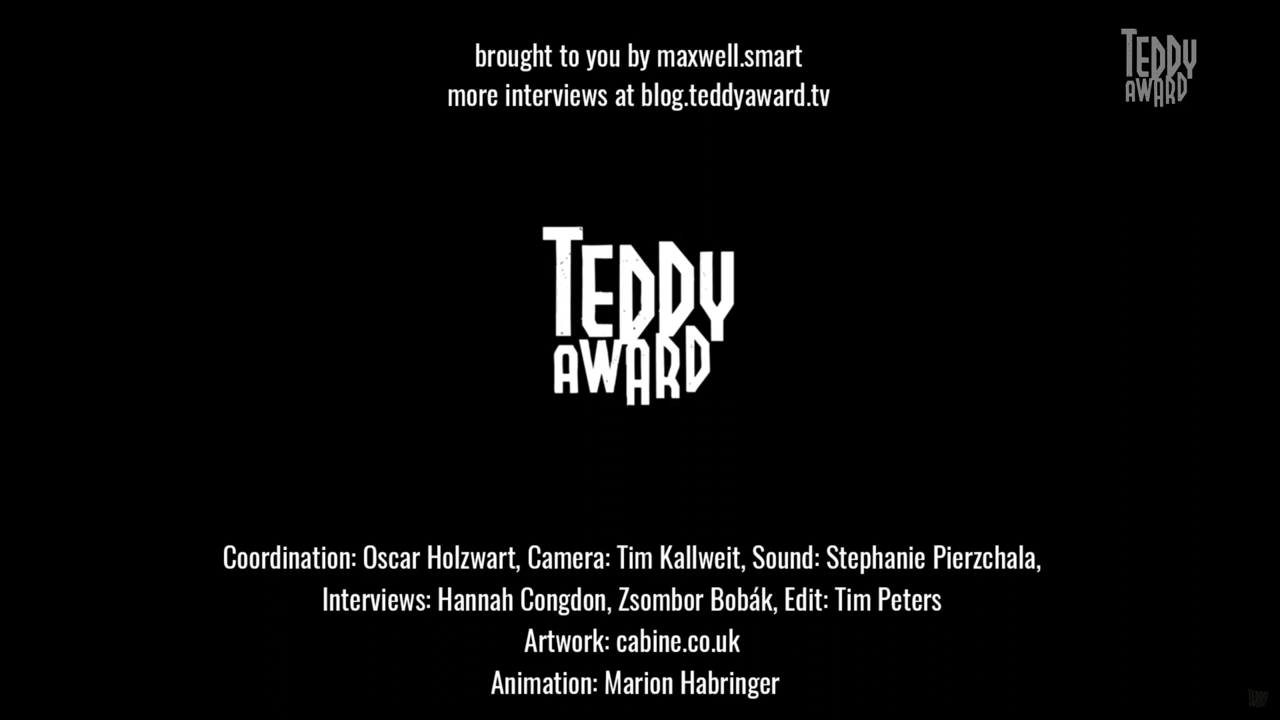 brought to you by maxwell.smart
more interviews at blog.teddyaward.tv
TEDDY
AWARD
TEDDY
AWARD
Coordination: Oscar Holzwart, Camera: Tim Kallweit, Sound: Stephanie Pierzchala,
Interviews: Hannah Congdon, Zsombor Bobák, Edit: Tim Peters
Artwork: cabine.co.uk
Animation: Marion Habringer
TEDDY
AWARD